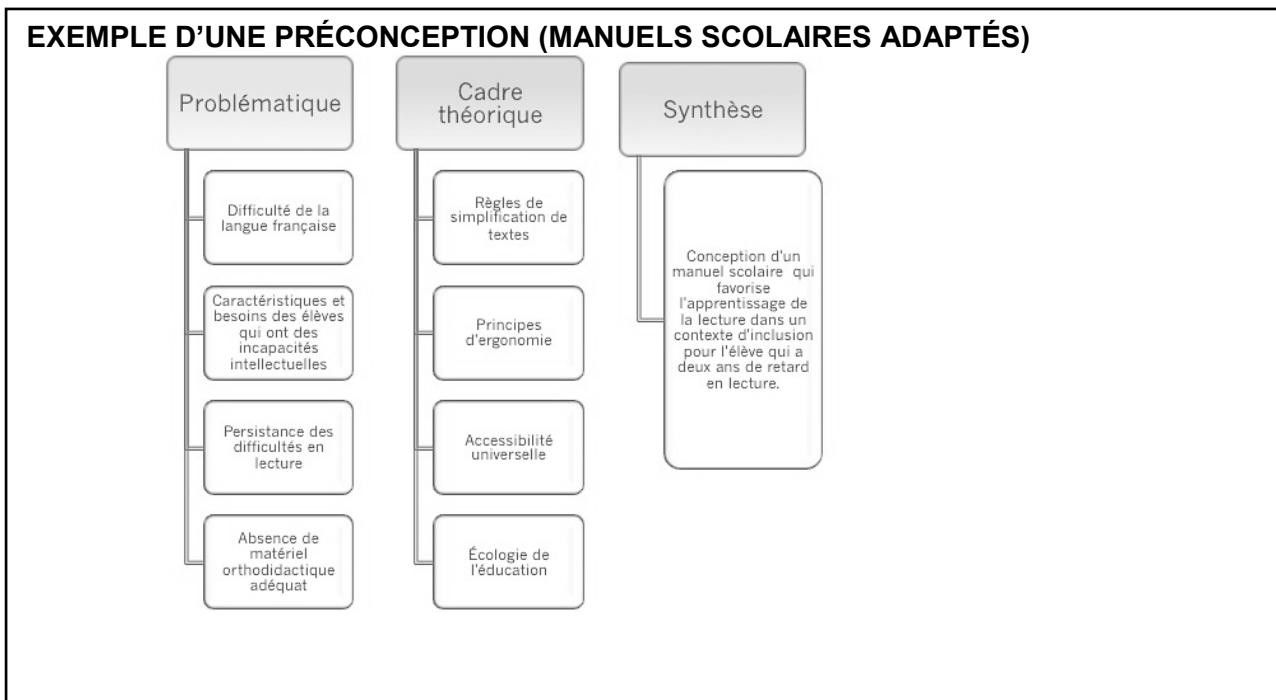 EXEMPLE D’UNE PRÉCONCEPTION (MANUELS SCOLAIRES ADAPTÉS)
Problématique
Difficulté de la
langue française
Caractéristiques et
besoins des élèves
qui ont des
incapacités
intellectuelles
Persistance des
difficultés en
lecture
Absence de
matériel
orthodidactique
adéquat
Cadre
théorique
Règles de
simplification de
textes
Principes
d'ergonomie
Accessibilité
universelle
Écologie de
l'éducation
Synthèse
Conception d'un
manuel scolaire qui
favorise
l'apprentissage de
la lecture dans un
contexte d'inclusion
pour l'élève qui a
deux ans de retard
en lecture.